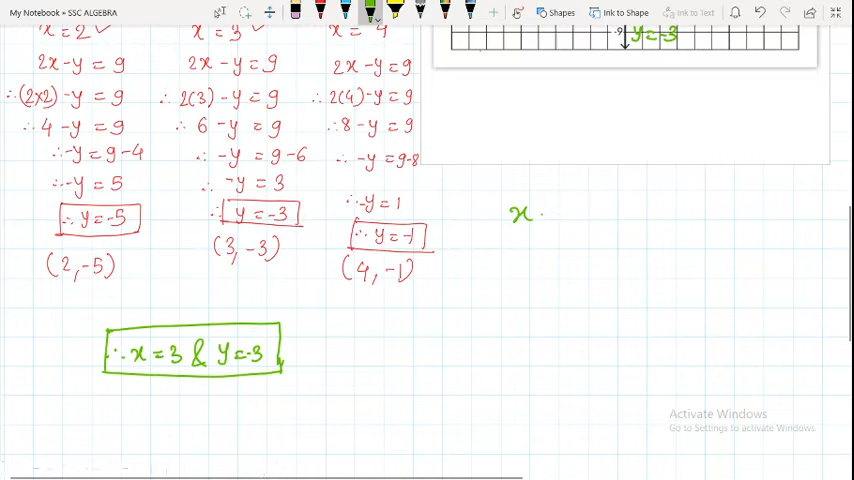 My Notebook » SSC ALGEBRA
Shapes
Ink to Shape
Ink to Text
x = 2 ✓
2x - y = 9
∴ (2×2) - y = 9
∴ 4 - y = 9
∴ -y = 9 - 4
∴ -y = 5
∴ y = -5
(2, -5)
x = 3 ✓
2x - y = 9
∴ 2(3) - y = 9
∴ 6 - y = 9
∴ -y = 9 - 6
∴ -y = 3
∴ y = -3
(3, -3)
x = 4
2x - y = 9
∴ 2(4) - y = 9
∴ 8 - y = 9
∴ -y = 9 - 8
∴ -y = 1
∴ y = -1
(4, -1)
-9
y = -3
x
∴ x = 3 & y = -3
Activate Windows
Go to Settings to activate Windows.